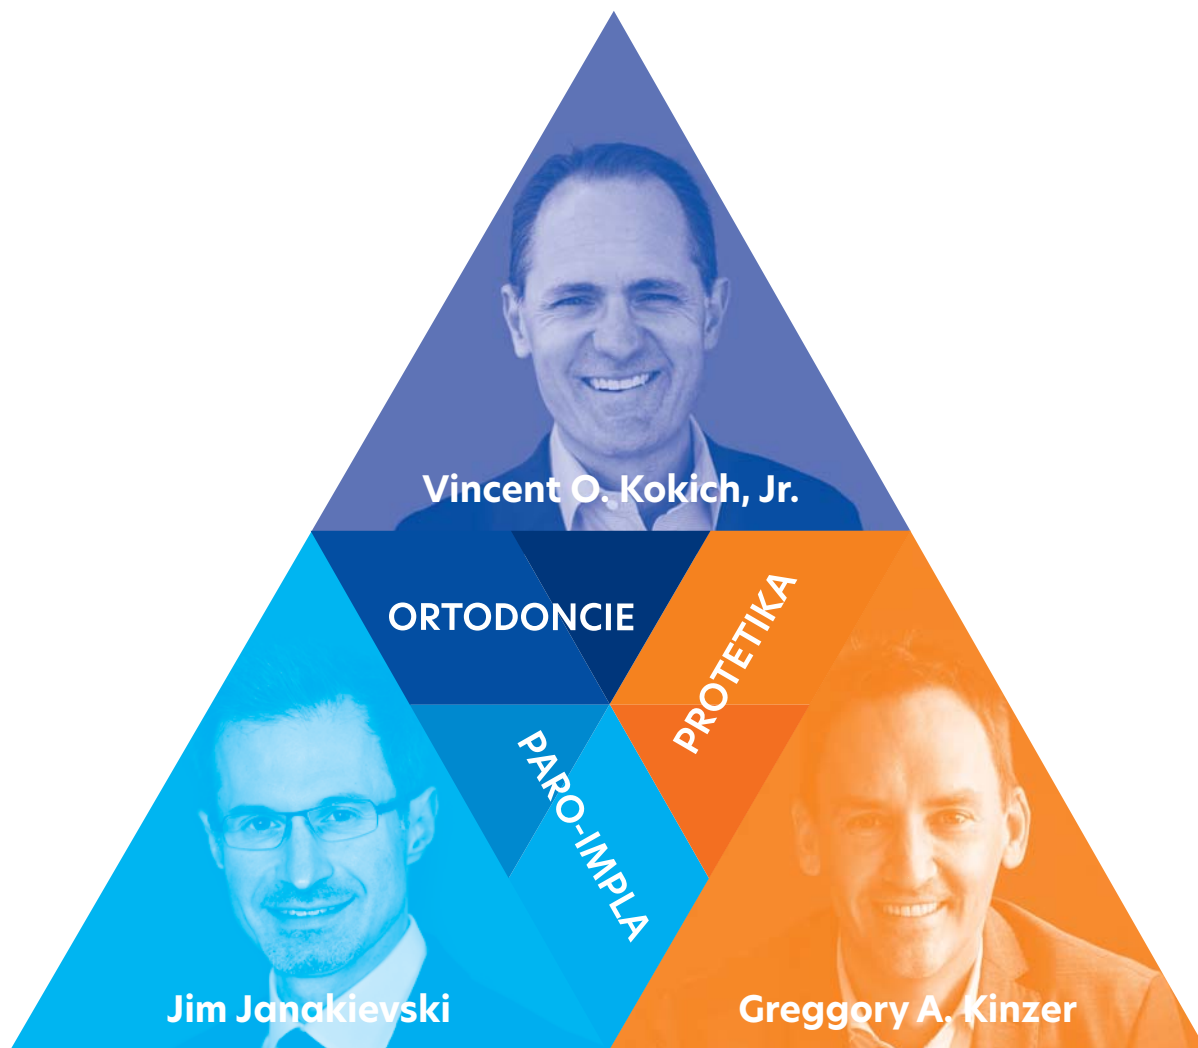 Vincent O. Kokich, Jr.
ORTODONCIE
PROTETIKA
PARO-IMPLA
Jim Janakievski
Greggory A. Kinzer